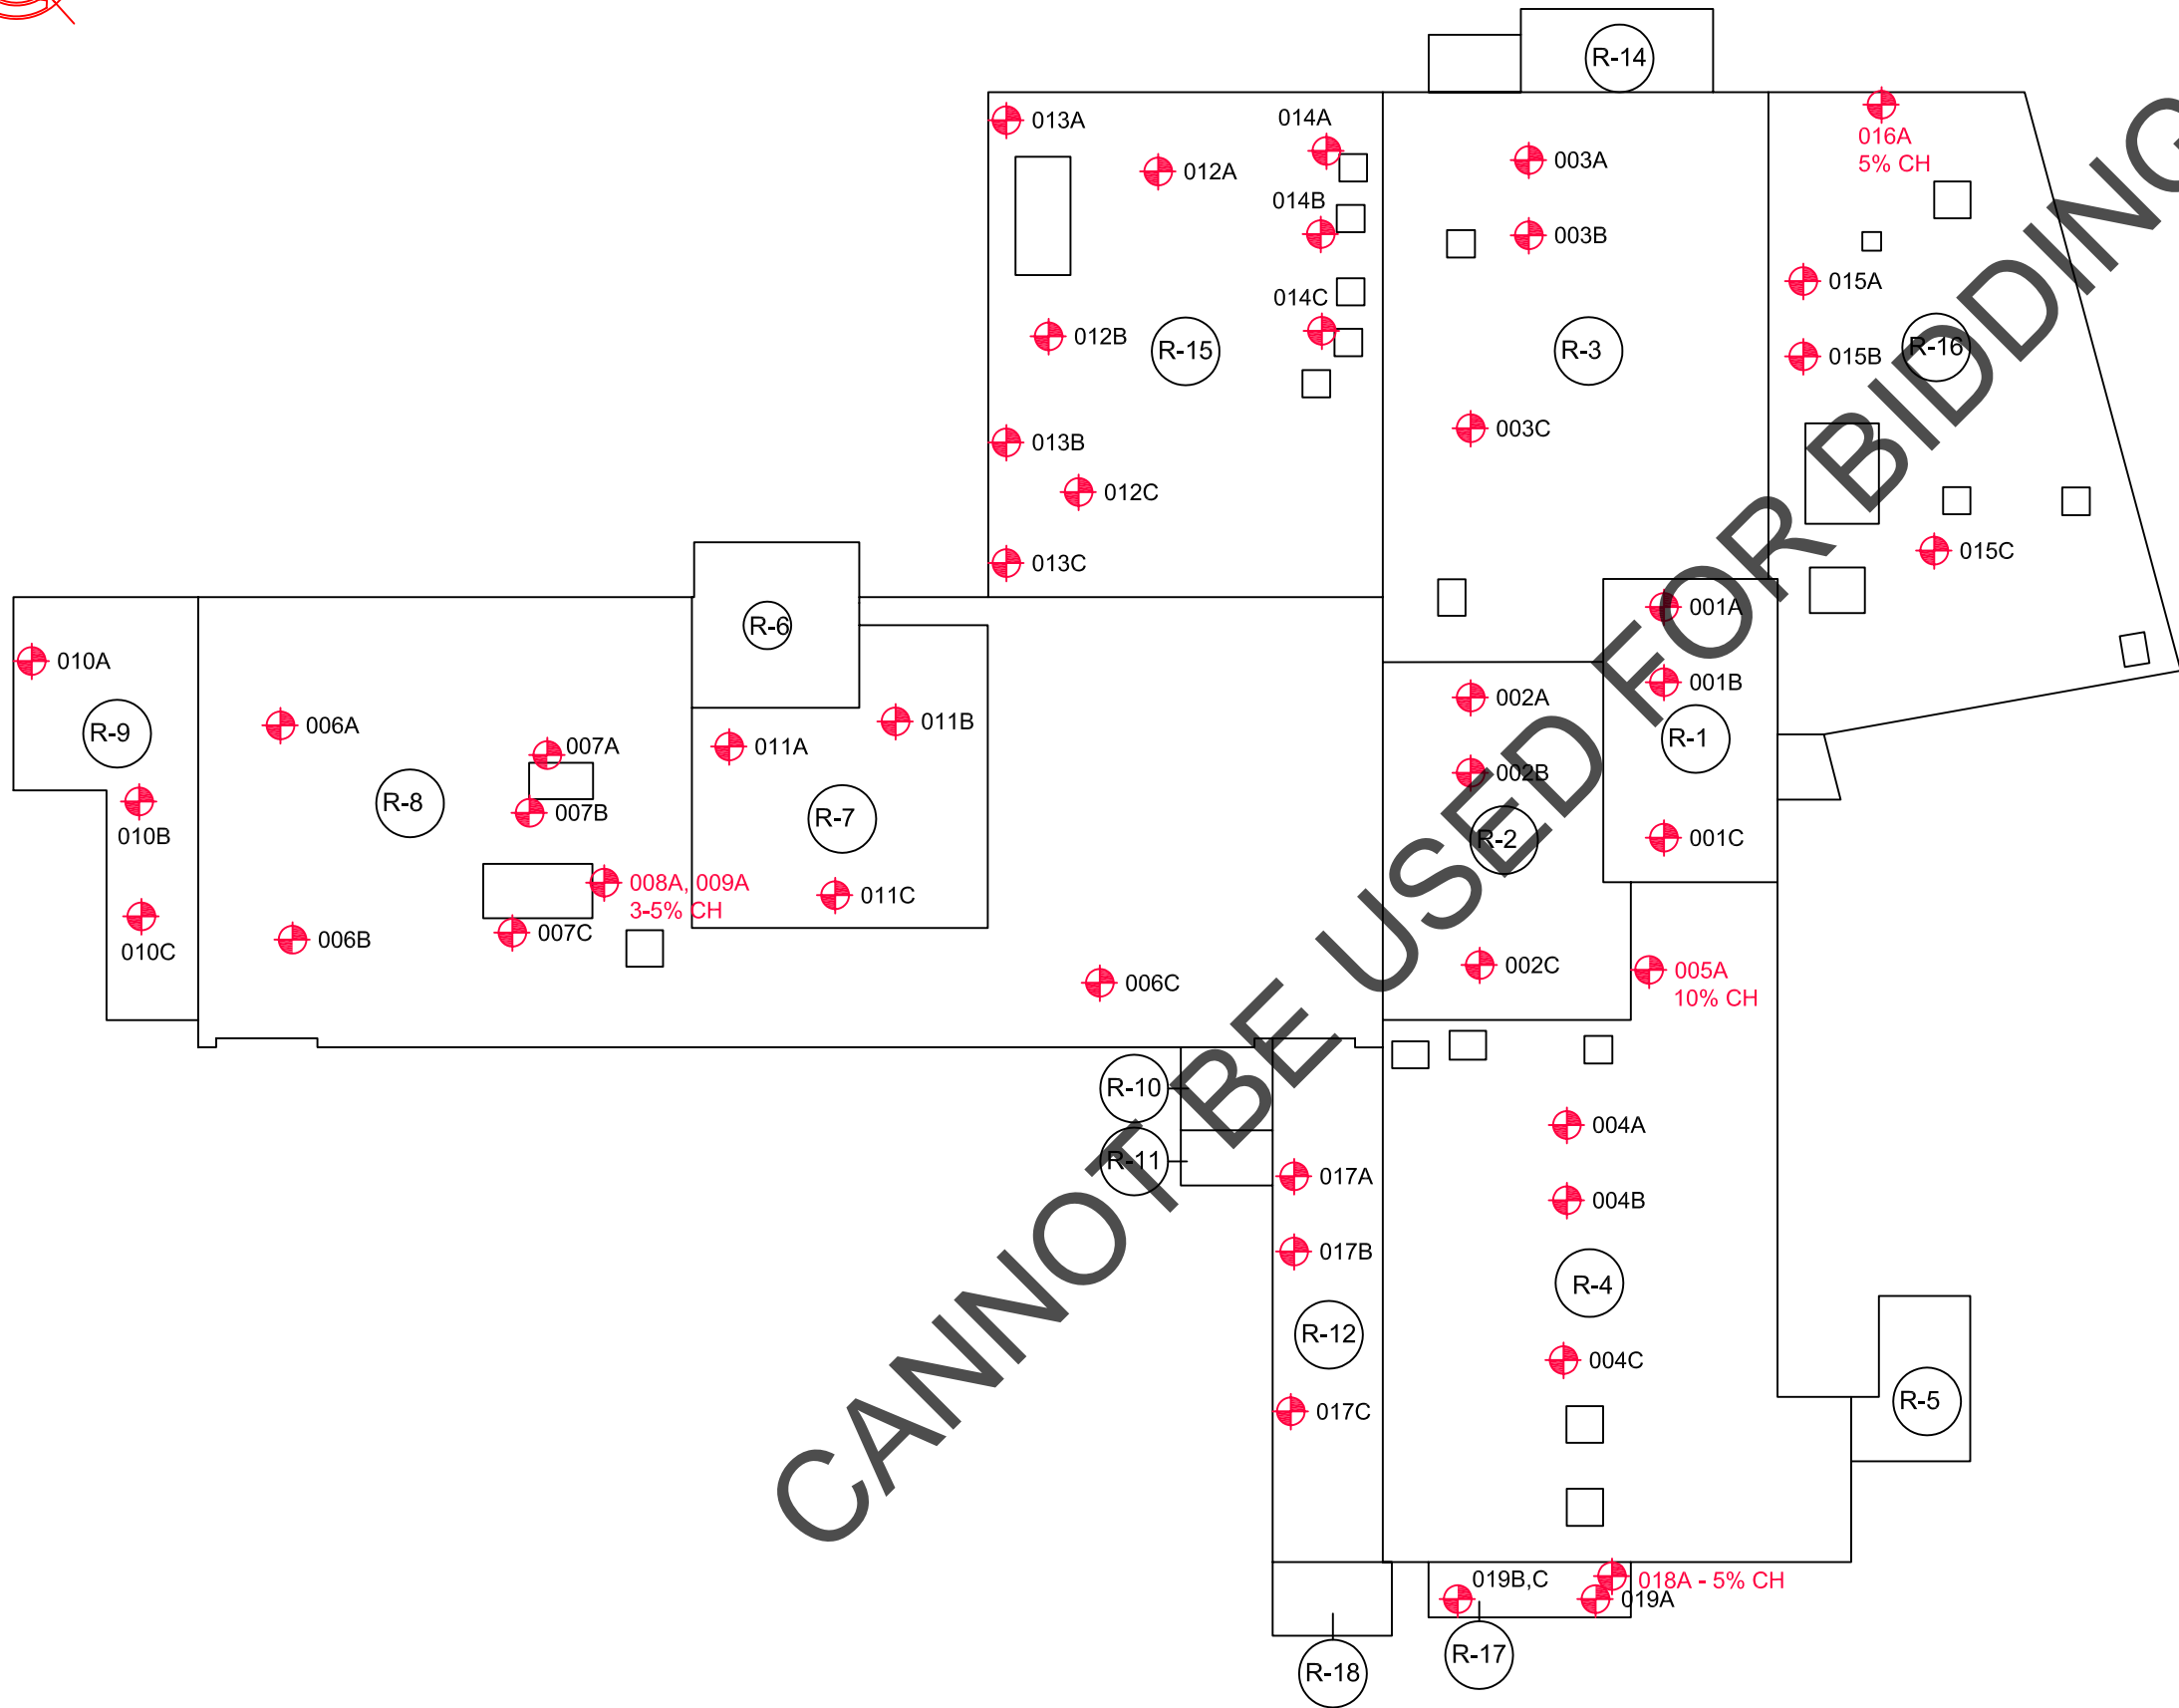 R-14
013A
014A
016A
5% CH
012A
003A
014B
003B
015A
014C
012B
R-15
R-3
015B
R-16
003C
013B
012C
015C
013C
001A
R-6
010A
001B
002A
R-9
006A
011B
R-1
007A
011A
002B
R-8
007B
R-7
010B
R-2
001C
008A, 009A
3-5% CH
011C
007C
006B
010C
002C
005A
10% CH
006C
R-10
004A
R-11
017A
004B
017B
R-4
R-12
004C
R-5
017C
019B,C
018A - 5% CH
019A
R-17
R-18
CANNOT BE USED FOR BIDDING